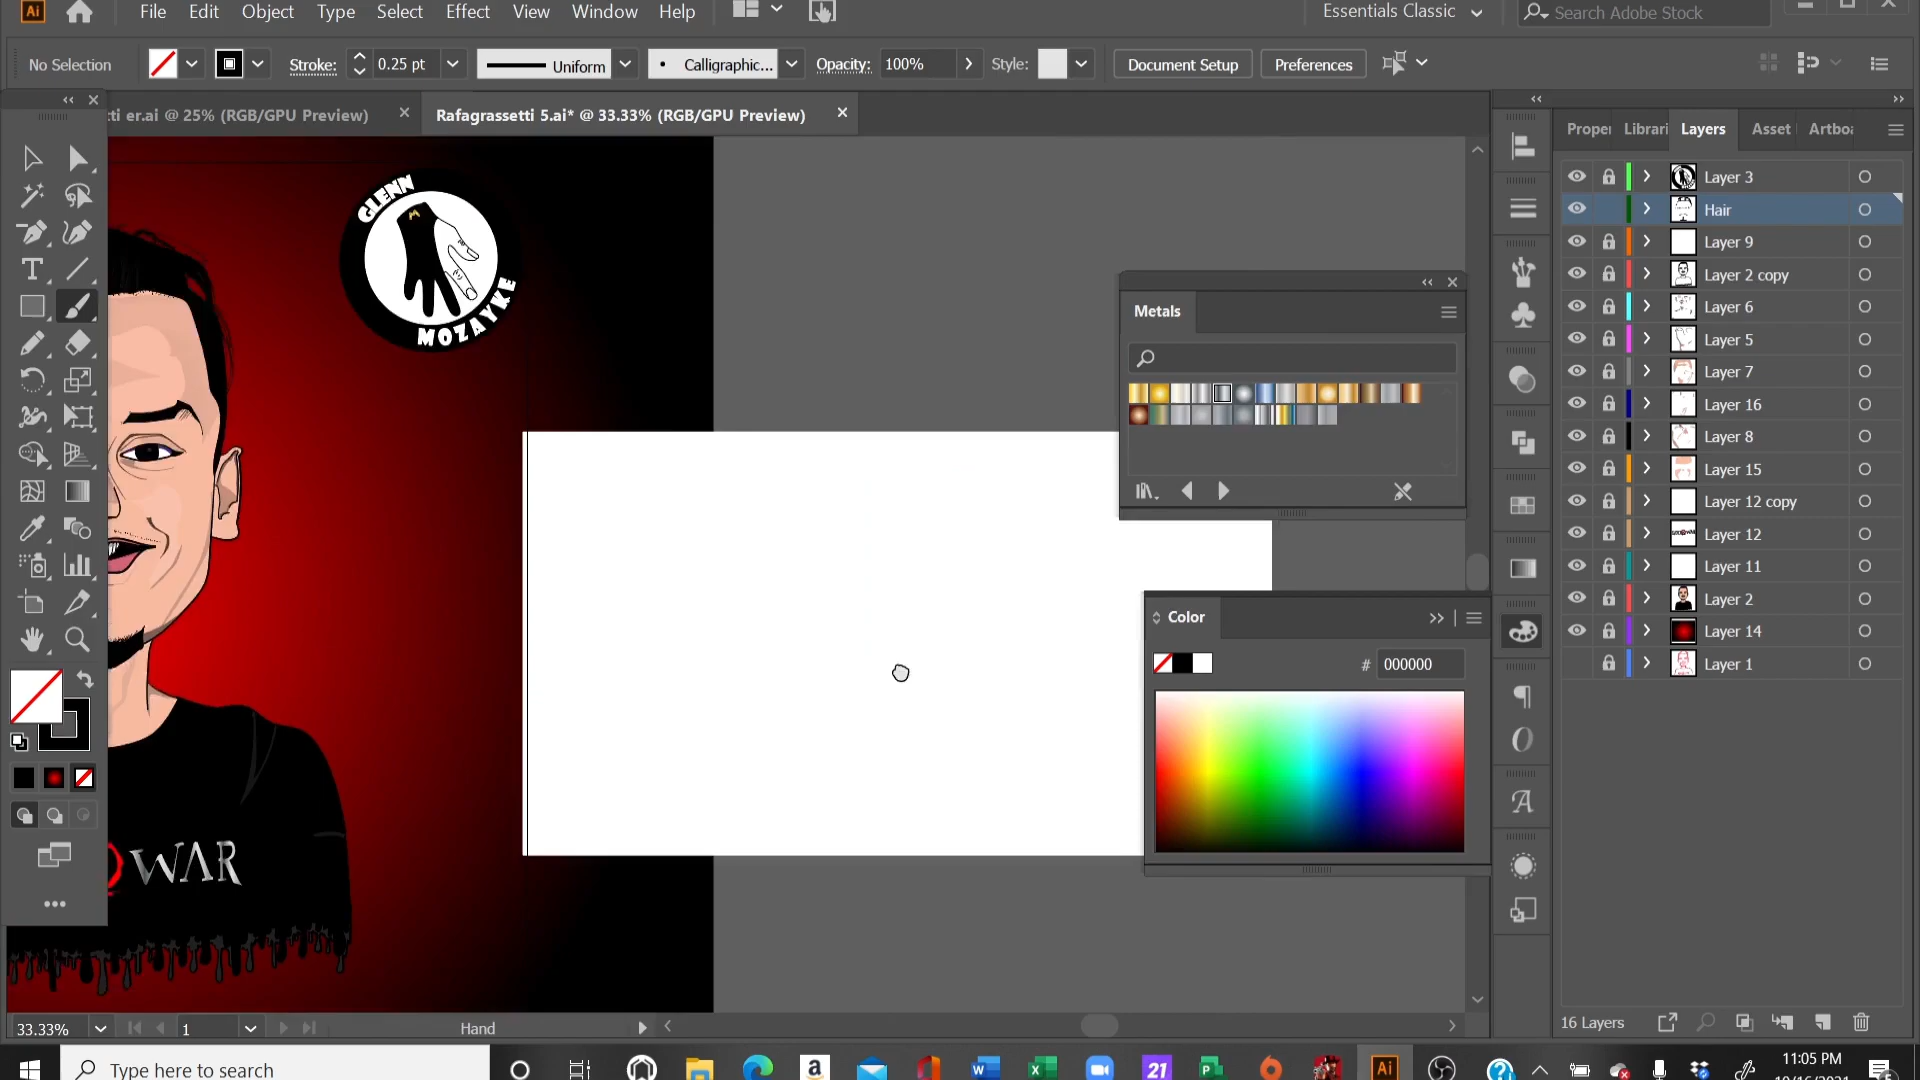 Ai File Edit Object Type Select Effect View Window Help Essentials Classic Search Adobe Stock
No Selection Stroke: 0.25 pt Uniform Calligraphic... Opacity: 100% Style: Document Setup Preferences
tti er.ai @ 25% (RGB/GPU Preview) Rafagrassetti 5.ai* @ 33.33% (RGB/GPU Preview)
Proper Librari Layers Asset Artboa
GLENN
MOZAYKE
Metals
Color
# 000000
WAR
Layer 3
Hair
Layer 9
Layer 2 copy
Layer 6
Layer 5
Layer 7
Layer 16
Layer 8
Layer 15
Layer 12 copy
Layer 12
Layer 11
Layer 2
Layer 14
Layer 1
33.33% 1 Hand 16 Layers
Type here to search 21 Ai 11:05 PM